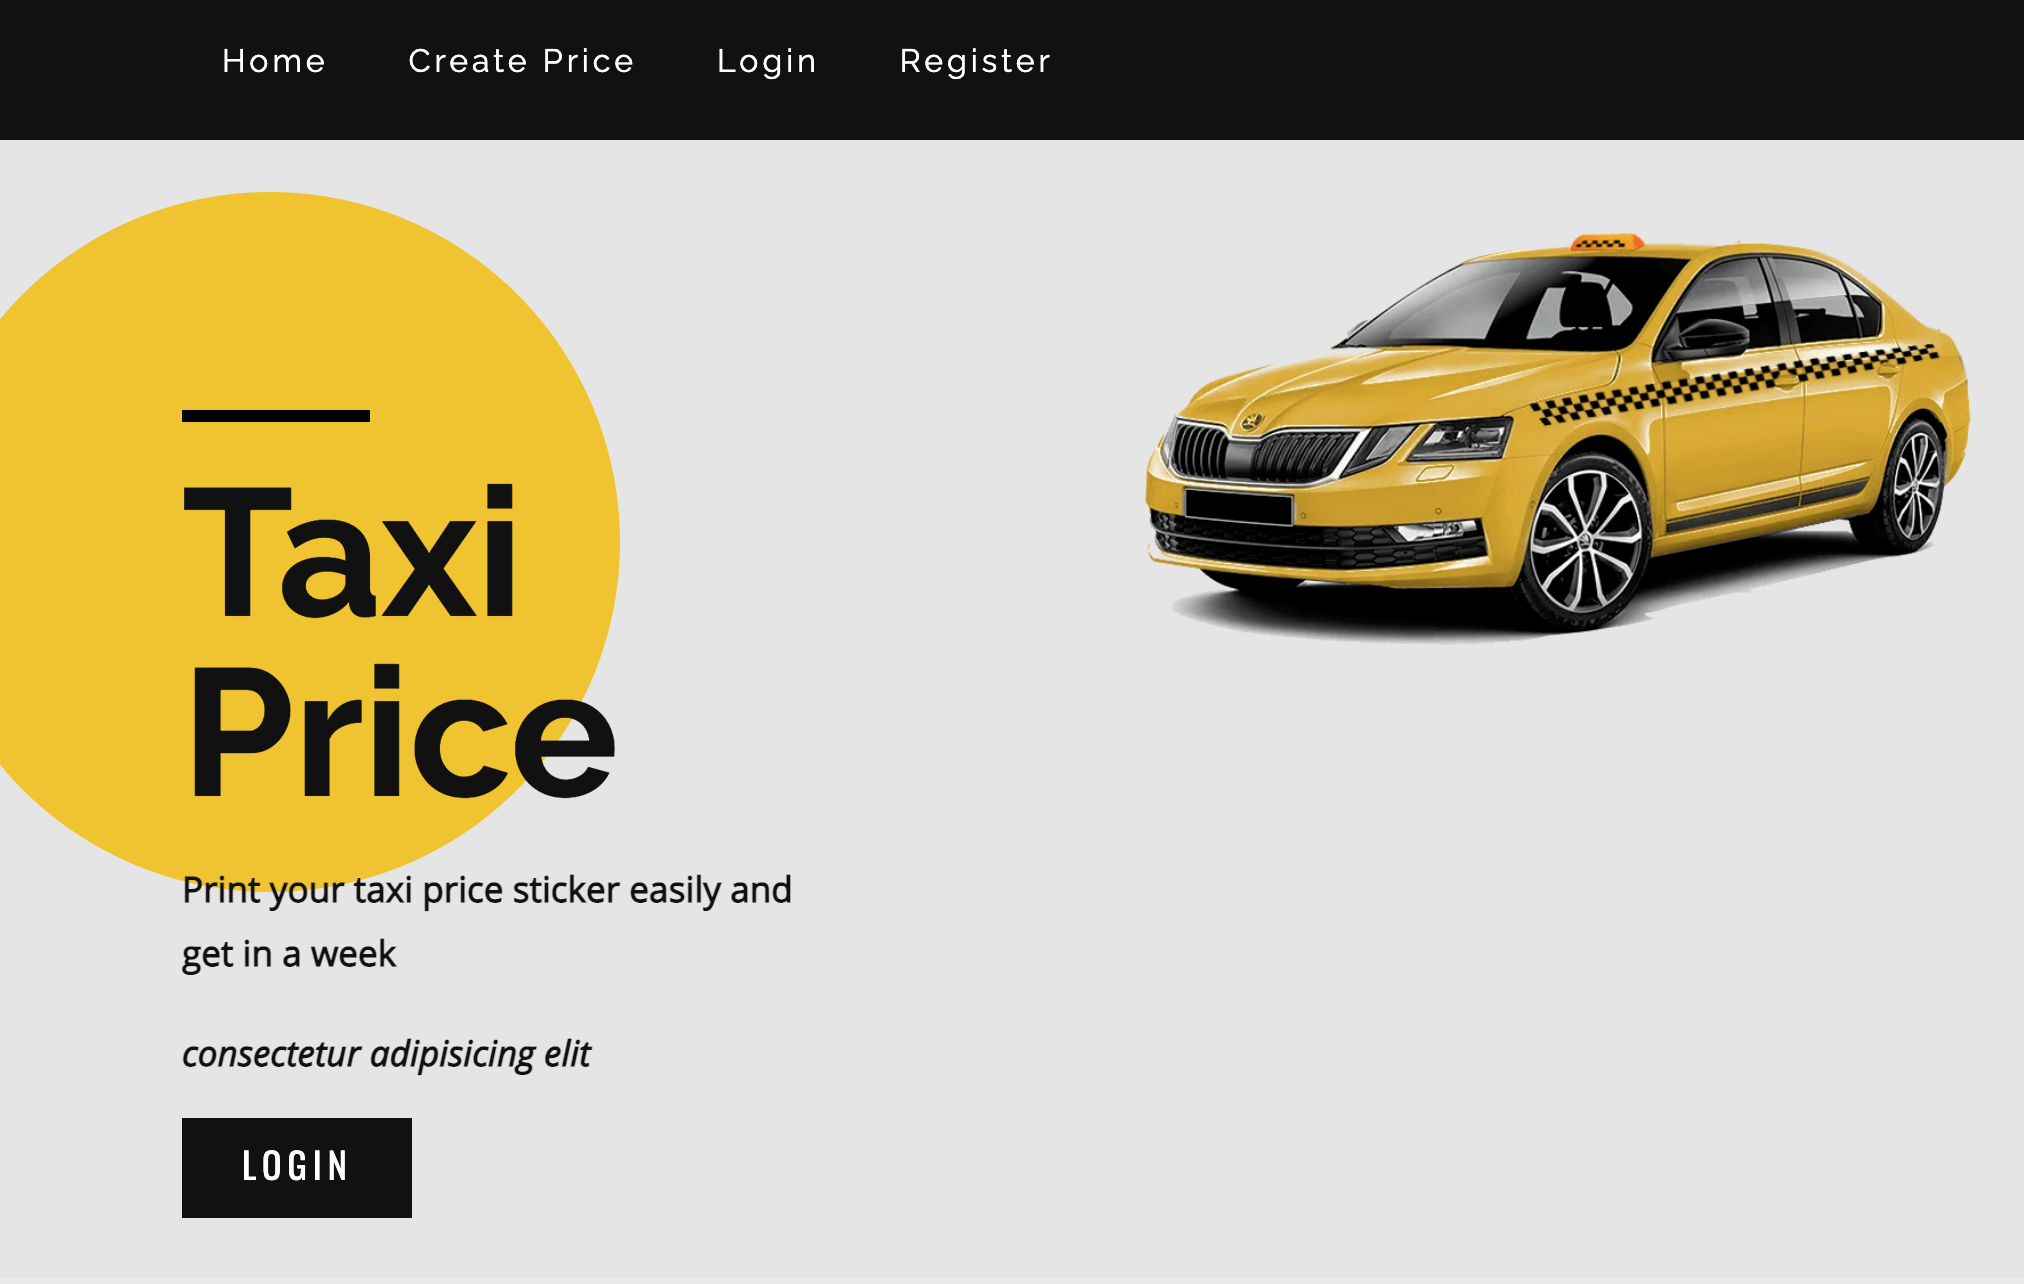 Home
Create Price
Login
Register
Taxi
Price
Print your taxi price sticker easily and
get in a week
consectetur adipisicing elit
LOGIN